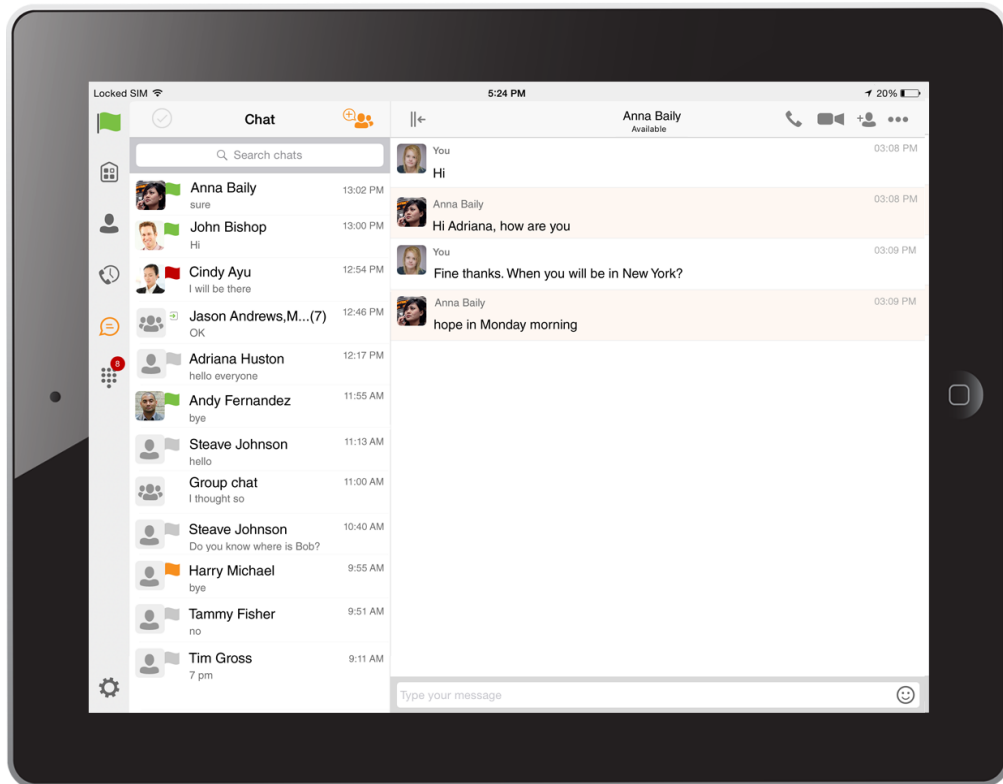 Locked SIM
5:24 PM
20%
Chat
Search chats
Anna Baily
13:02 PM
sure
John Bishop
13:00 PM
Hi
Cindy Ayu
12:54 PM
I will be there
Jason Andrews,M...(7)
12:46 PM
OK
Adriana Huston
12:17 PM
hello everyone
Andy Fernandez
11:55 AM
bye
8
Steave Johnson
11:13 AM
hello
Group chat
11:00 AM
I thought so
Steave Johnson
10:40 AM
Do you know where is Bob?
Harry Michael
9:55 AM
bye
Tammy Fisher
9:51 AM
no
Tim Gross
9:11 AM
7 pm
Anna Baily
Available
You
03:08 PM
Hi
Anna Baily
03:08 PM
Hi Adriana, how are you
You
03:09 PM
Fine thanks. When you will be in New York?
Anna Baily
03:09 PM
hope in Monday morning
Type your message